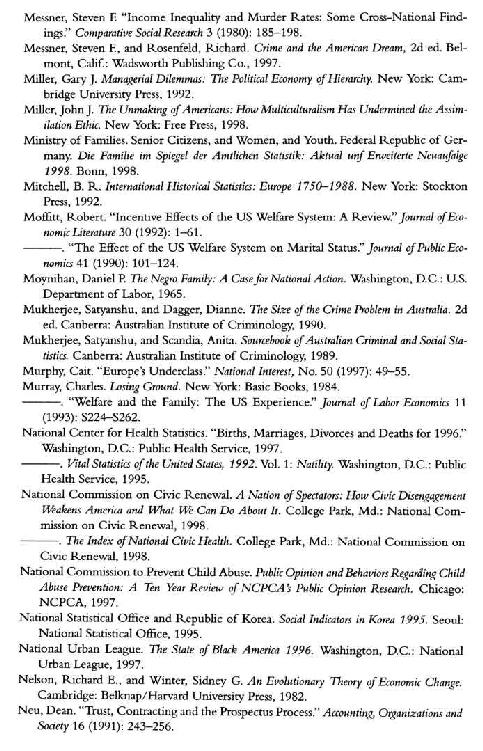 Messner, Steven F. "Income Inequality and Murder Rates: Some Cross-National Find-
ings." Comparative Social Research 3 (1980): 185–198.
Messner, Steven F., and Rosenfeld, Richard. Crime and the American Dream, 2d ed. Bel-
mont, Calif.: Wadsworth Publishing Co., 1997.
Miller, Gary J. Managerial Dilemmas: The Political Economy of Hierarchy. New York: Cam-
bridge University Press, 1992.
Miller, John J. The Unmaking of Americans: How Multiculturalism Has Undermined the Assim-
ilation Ethic. New York: Free Press, 1998.
Ministry of Families, Senior Citizens, and Women, and Youth. Federal Republic of Ger-
many. Die Familie im Spiegel der Amtlichen Statistik: Aktual unf Erweiterte Neuaufalge
1998. Bonn, 1998.
Mitchell, B. R. International Historical Statistics: Europe 1750–1988. New York: Stockton
Press, 1992.
Moffitt, Robert. "Incentive Effects of the US Welfare System: A Review." Journal of Eco-
nomic Literature 30 (1992): 1–61.
———. "The Effect of the US Welfare System on Marital Status." Journal of Public Eco-
nomics 41 (1990): 101–124.
Moynihan, Daniel P. The Negro Family: A Case for National Action. Washington, D.C.: U.S.
Department of Labor, 1965.
Mukherjee, Satyanshu, and Dagger, Dianne. The Size of the Crime Problem in Australia. 2d
ed. Canberra: Australian Institute of Criminology, 1990.
Mukherjee, Satyanshu, and Scandia, Anita. Sourcebook of Australian Criminal and Social Sta-
tistics. Canberra: Australian Institute of Criminology, 1989.
Murphy, Cait. "Europe's Underclass." National Interest, No. 50 (1997): 49–55.
Murray, Charles. Losing Ground. New York: Basic Books, 1984.
———. "Welfare and the Family: The US Experience." Journal of Labor Economics 11
(1993): S224–S262.
National Center for Health Statistics. "Births, Marriages, Divorces and Deaths for 1996."
Washington, D.C.: Public Health Service, 1997.
———. Vital Statistics of the United States, 1992. Vol. 1: Natility. Washington, D.C.: Public
Health Service, 1995.
National Commission on Civic Renewal. A Nation of Spectators: How Civic Disengagement
Weakens America and What We Can Do About It. College Park, Md.: National Com-
mission on Civic Renewal, 1998.
———. The Index of National Civic Health. College Park, Md.: National Commission on
Civic Renewal, 1998.
National Commission to Prevent Child Abuse. Public Opinion and Behaviors Regarding Child
Abuse Prevention: A Ten Year Review of NCPCA's Public Opinion Research. Chicago:
NCPCA, 1997.
National Statistical Office and Republic of Korea. Social Indicators in Korea 1995. Seoul:
National Statistical Office, 1995.
National Urban League. The State of Black America 1996. Washington, D.C.: National
Urban League, 1997.
Nelson, Richard E., and Winter, Sidney G. An Evolutionary Theory of Economic Change.
Cambridge: Belknap/Harvard University Press, 1982.
Neu, Dean. "Trust, Contracting and the Prospectus Process." Accounting, Organizations and
Society 16 (1991): 243–256.